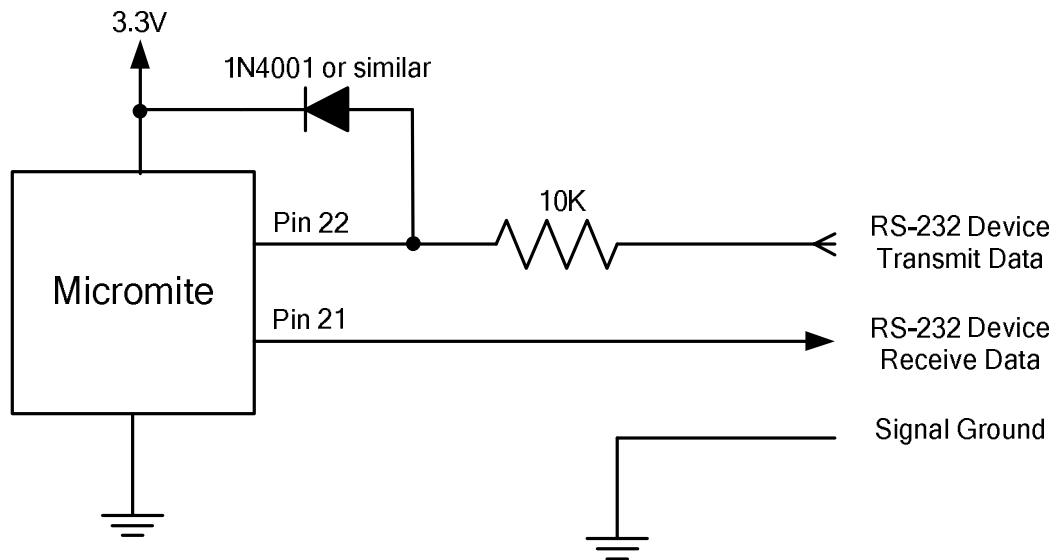 3.3V
1N4001 or similar
10K
Pin 22
RS-232 Device
Transmit Data
Micromite
Pin 21
RS-232 Device
Receive Data
Signal Ground